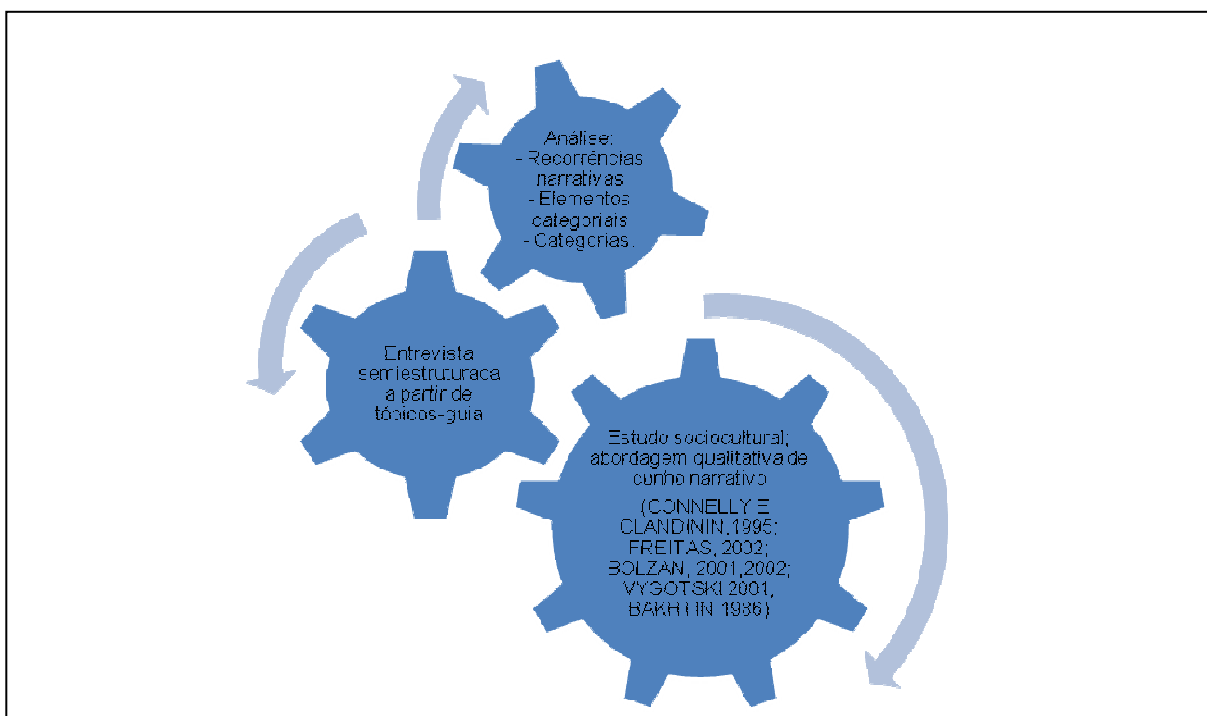 Análise:
- Recorrências
narrativas
- Elementos
categoriais
- Categorias.
Entrevista
semiestruturada
a partir de
tópicos-guia
Estudo sociocultural;
abordagem qualitativa de
cunho narrativo
(CONNELLY E
CLANDININ,1995;
FREITAS, 2002;
BOLZAN, 2001,2002;
VYGOTSKI 2001,
BAKHTIN 1986)